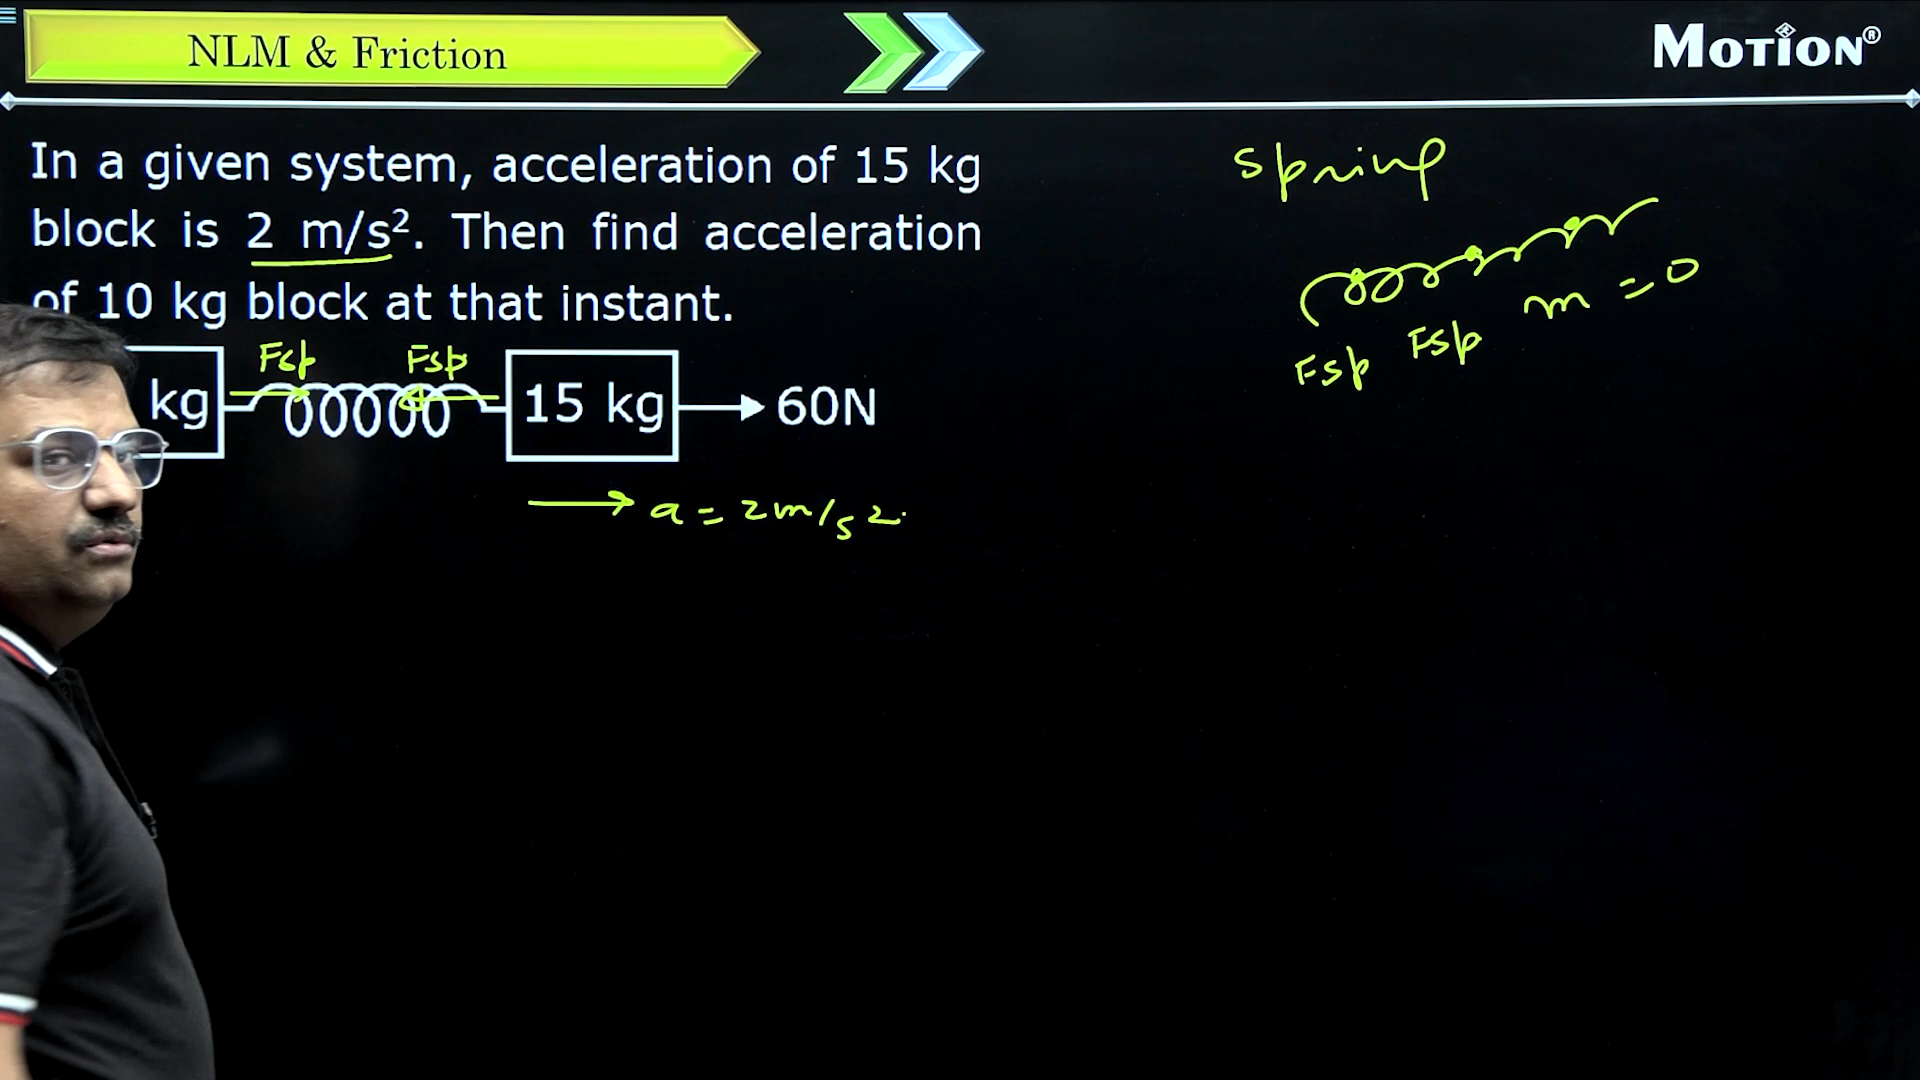 NLM & Friction
MOTION®
In a given system, acceleration of 15 kg
block is 2 m/s². Then find acceleration
of 10 kg block at that instant.
Fsp Fsp
kg 15 kg 60N
a = 2m/s2
spring
m = 0
Fsp Fsp